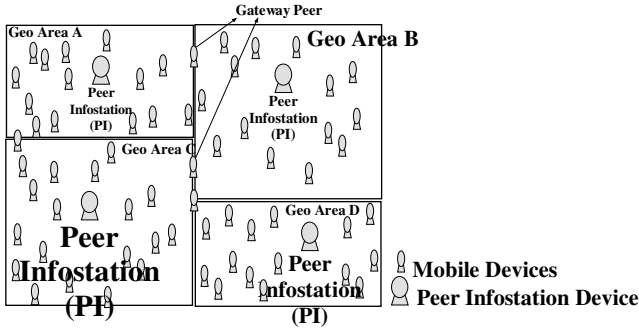 Gateway Peer
Geo Area A
Geo Area B
Peer
Infostation
(PI)
Peer
Infostation
(PI)
Geo Area C
Peer
Infostation
(PI)
Geo Area D
Peer
Infostation
(PI)
Mobile Devices
Peer Infostation Device